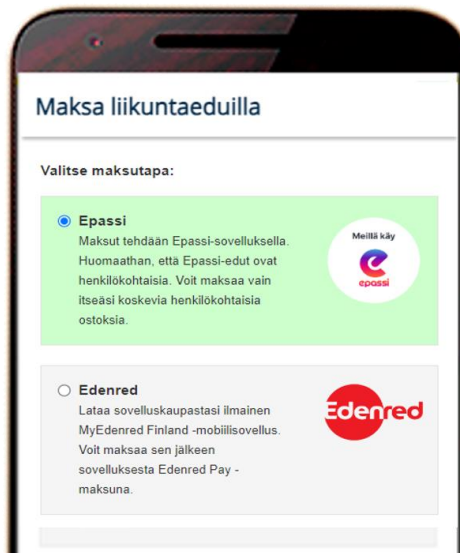 Maksa liikuntaeduilla
Valitse maksutapa:
Epassi
Maksut tehdään Epassi-sovelluksella.
Huomaathan, että Epassi-edut ovat
henkilökohtaisia. Voit maksaa vain
itseäsi koskevia henkilökohtaisia
ostoksia.
Meillä käy
epassi
Edenred
Lataa sovelluskaupastasi ilmainen
MyEdenred Finland -mobiilisovellus.
Voit maksaa sen jälkeen
sovelluksesta Edenred Pay -
maksuna.
Edenred